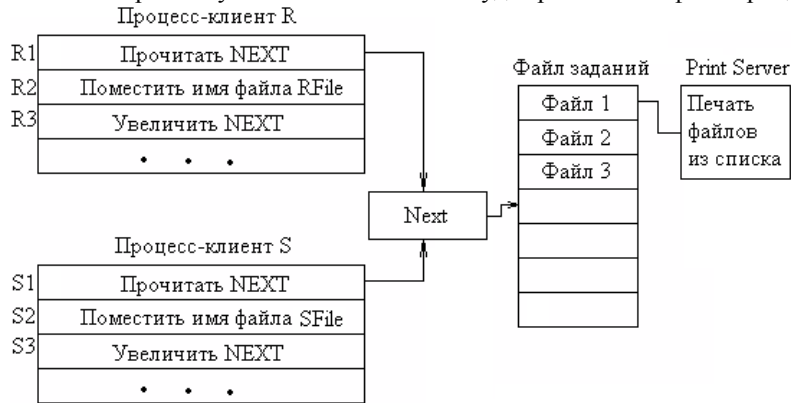 Процесс-клиент R
R1 Прочитать NEXT
R2 Поместить имя файла RFile
R3 Увеличить NEXT
. . .
Next
Файл заданий
Файл 1
Файл 2
Файл 3
Print Server
Печать
файлов
из списка
Процесс-клиент S
S1 Прочитать NEXT
S2 Поместить имя файла SFile
S3 Увеличить NEXT
. . .